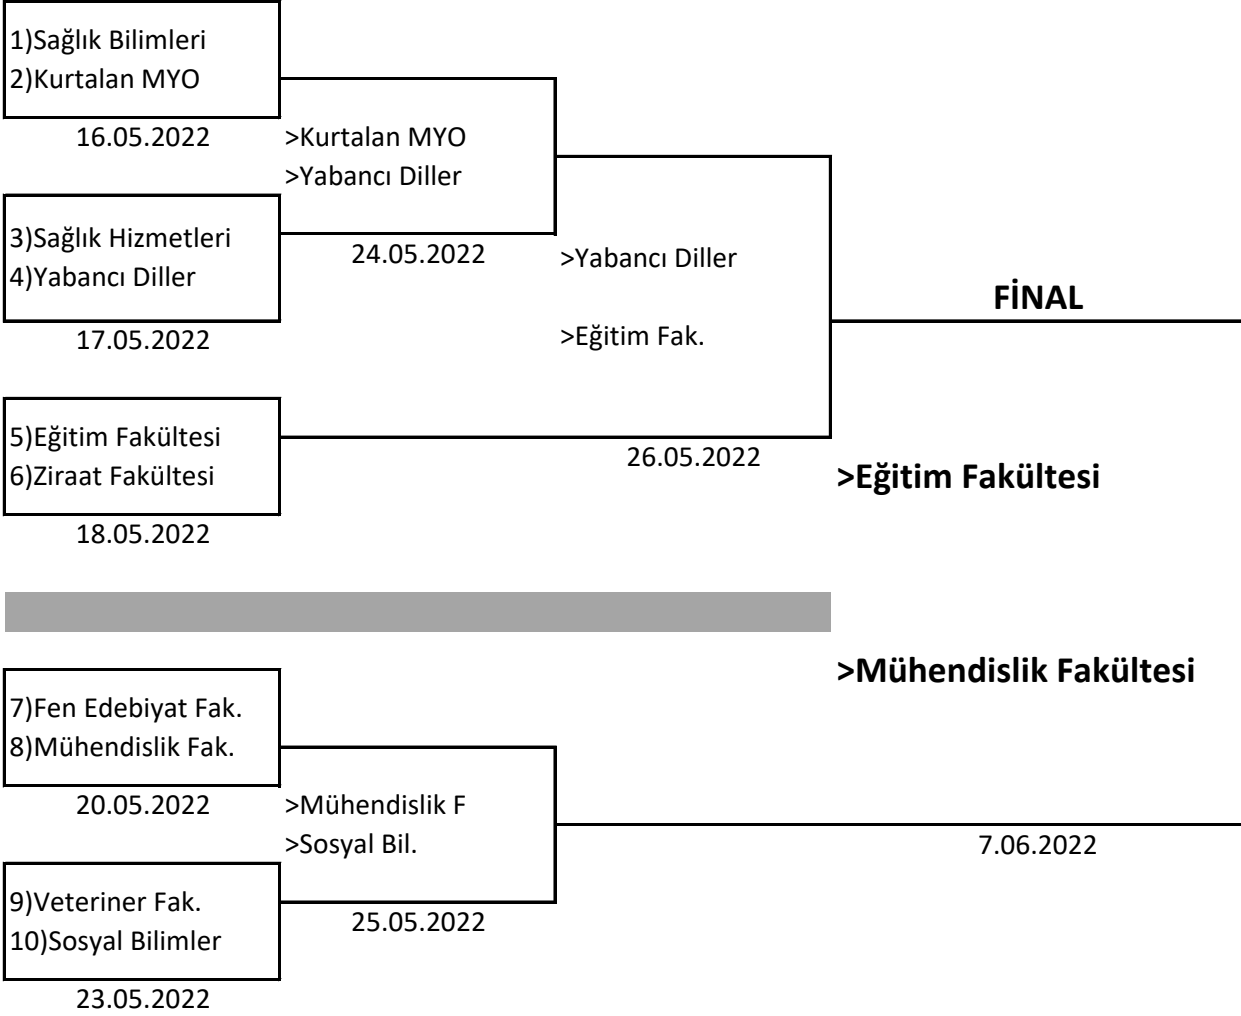 1)Sağlık Bilimleri
2)Kurtalan MYO
16.05.2022
>Kurtalan MYO
>Yabancı Diller
3)Sağlık Hizmetleri
4)Yabancı Diller
24.05.2022
>Yabancı Diller
FİNAL
17.05.2022
>Eğitim Fak.
5)Eğitim Fakültesi
6)Ziraat Fakültesi
26.05.2022
>Eğitim Fakültesi
18.05.2022
>Mühendislik Fakültesi
7)Fen Edebiyat Fak.
8)Mühendislik Fak.
20.05.2022
>Mühendislik F
>Sosyal Bil.
7.06.2022
9)Veteriner Fak.
10)Sosyal Bilimler
25.05.2022
23.05.2022